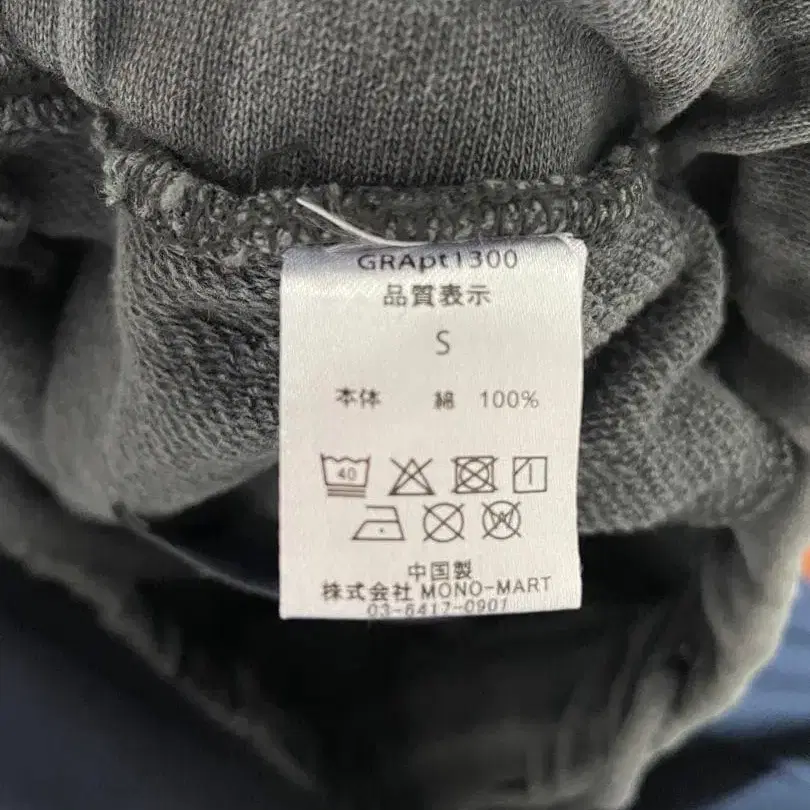 GRApt1300
品質表示
S
本体 綿 100%
40
中国製
株式会社 MONO-MART
03-6417-0901